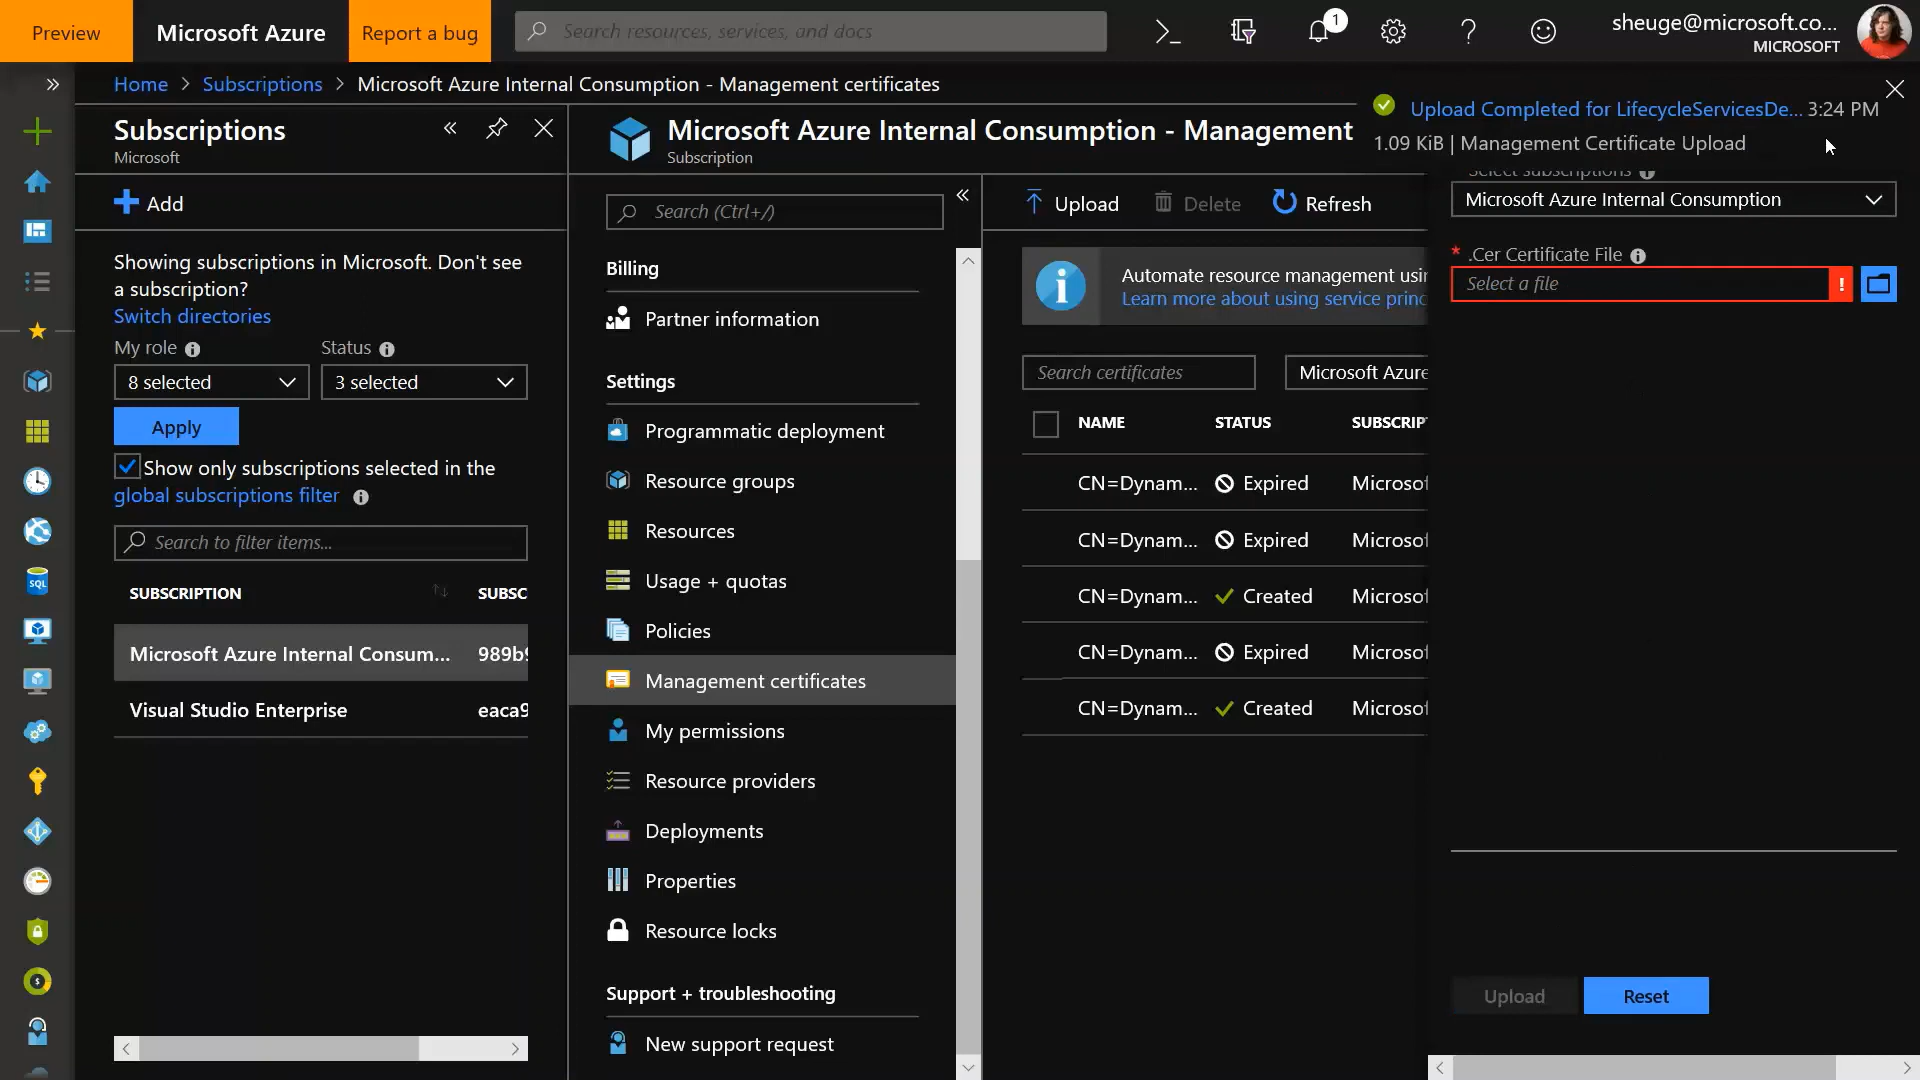 Preview
Microsoft Azure
Report a bug
Search resources, services, and docs
1
sheuge@microsoft.co...
MICROSOFT
Home > Subscriptions > Microsoft Azure Internal Consumption - Management certificates
Subscriptions
Microsoft
Add
Showing subscriptions in Microsoft. Don't see
a subscription?
Switch directories
My role
Status
8 selected
3 selected
Apply
Show only subscriptions selected in the
global subscriptions filter
Search to filter items...
SUBSCRIPTION
SUBSC
Microsoft Azure Internal Consum...
989b9
Visual Studio Enterprise
eaca9
Microsoft Azure Internal Consumption - Management
Subscription
Search (Ctrl+/)
Billing
Partner information
Settings
Programmatic deployment
Resource groups
Resources
Usage + quotas
Policies
Management certificates
My permissions
Resource providers
Deployments
Properties
Resource locks
Support + troubleshooting
New support request
Upload
Delete
Refresh
Automate resource management usin
Learn more about using service princ
Search certificates
Microsoft Azure
NAME
STATUS
SUBSCRIP
CN=Dynam... Expired Microsof
CN=Dynam... Expired Microsof
CN=Dynam... Created Microsof
CN=Dynam... Expired Microsof
CN=Dynam... Created Microsof
Upload Completed for LifecycleServicesDe... 3:24 PM
1.09 KiB | Management Certificate Upload
Select subscriptions
Microsoft Azure Internal Consumption
* .Cer Certificate File
Select a file
!
Upload
Reset
SQL